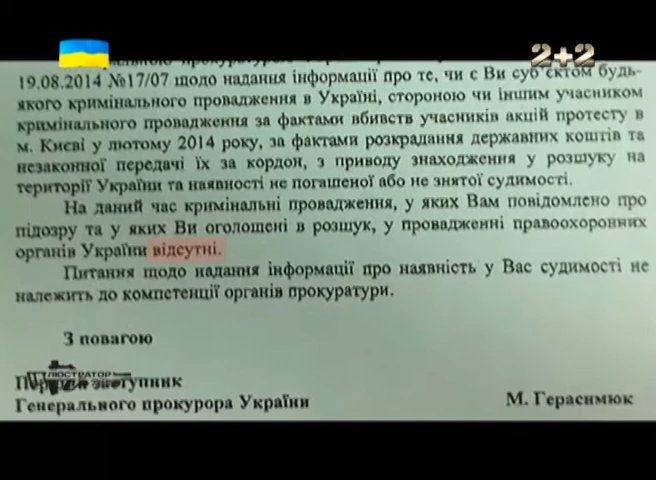 2+2
19.08.2014 №17/07 щодо надання інформації про те, чи є Ви суб'єктом будь-
якого кримінального провадження в Україні, стороною чи іншим учасником
кримінального провадження за фактами вбивств учасників акцій протесту в
м. Києві у лютому 2014 року, за фактами розкрадання державних коштів та
незаконної передачі їх за кордон, з приводу знаходження у розшуку на
території України та наявності не погашеної або не знятої судимості.
На даний час кримінальні провадження, у яких Вам повідомлено про
підозру та у яких Ви оголошені в розшук, у провадженні правоохоронних
органів України відсутні.
Питання щодо надання інформації про наявність у Вас судимості не
належить до компетенції органів прокуратури.
З повагою
Перший заступник
Генерального прокурора України
М. Герасимюк